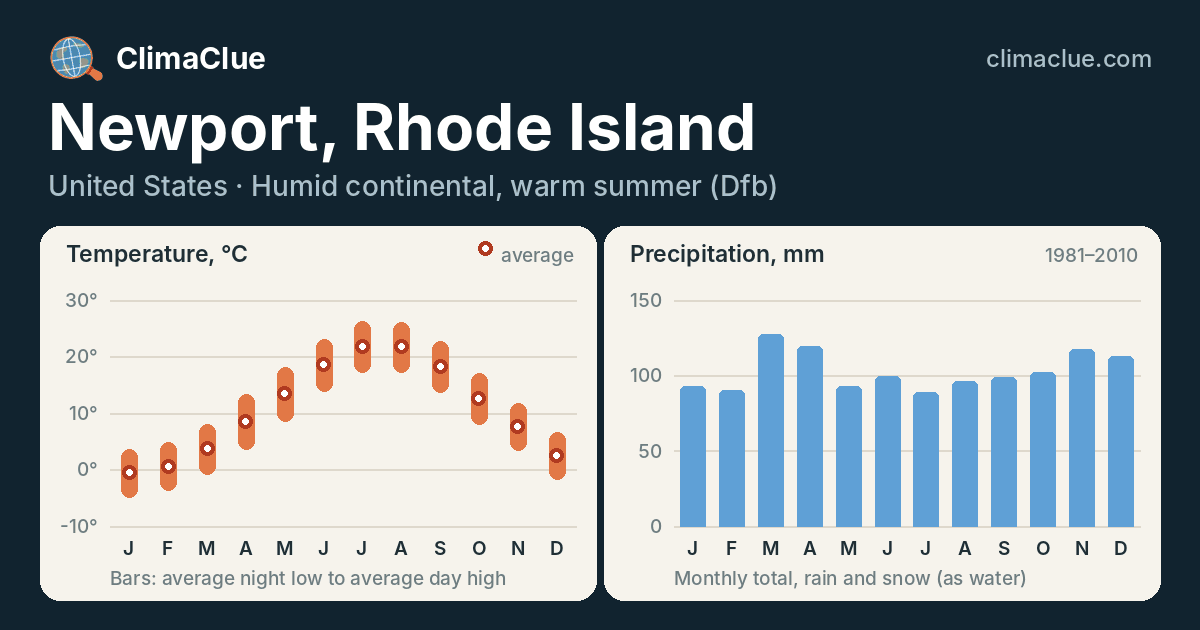 ClimaClue
climaclue.com
Newport, Rhode Island
United States · Humid continental, warm summer (Dfb)
Temperature, °C
average
30°
20°
10°
0°
-10°
J F M A M J J A S O N D
Bars: average night low to average day high
Precipitation, mm
1981–2010
150
100
50
0
J F M A M J J A S O N D
Monthly total, rain and snow (as water)